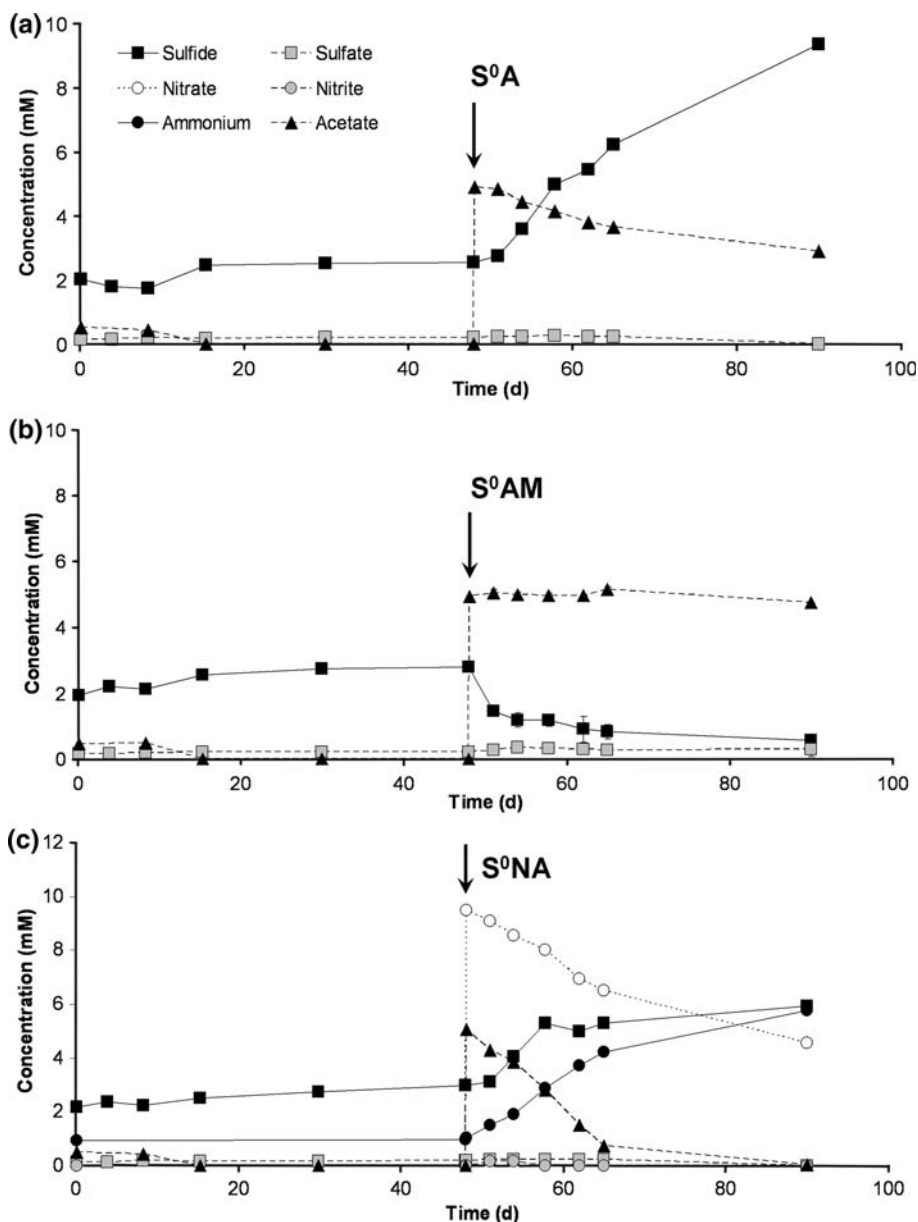 (a)
10
8
6
4
2
0
Concentration (mM)
Sulfide
Sulfate
Nitrate
Nitrite
Ammonium
Acetate
S⁰A
0 20 40 60 80 100
Time (d)
(b)
10
8
6
4
2
0
Concentration (mM)
S⁰AM
0 20 40 60 80 100
Time (d)
(c)
12
10
8
6
4
2
0
Concentration (mM)
S⁰NA
0 20 40 60 80 100
Time (d)